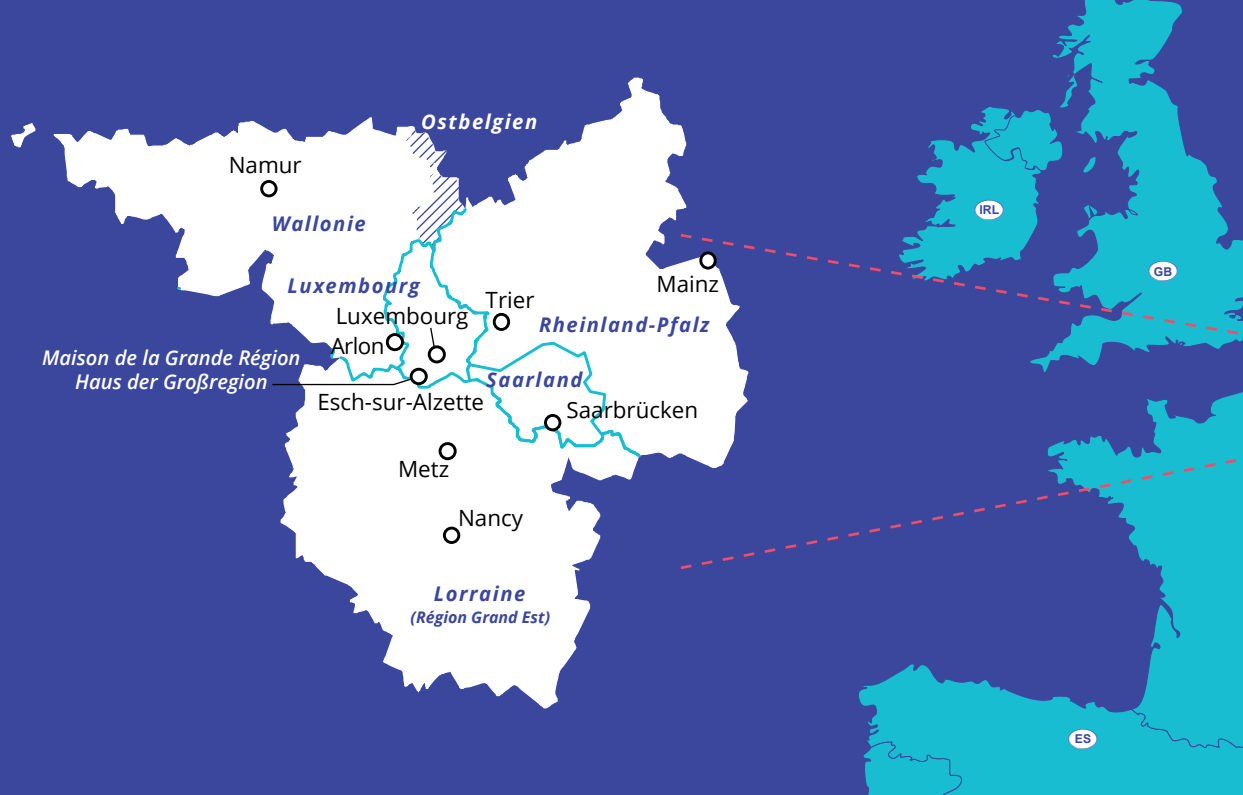 Ostbelgien
Namur
Wallonie
IRL
GB
Mainz
Luxembourg
Trier
Luxembourg
Rheinland-Pfalz
Arlon
Maison de la Grande Région
Haus der Großregion
Saarland
Esch-sur-Alzette
Saarbrücken
Metz
Nancy
Lorraine
(Région Grand Est)
ES